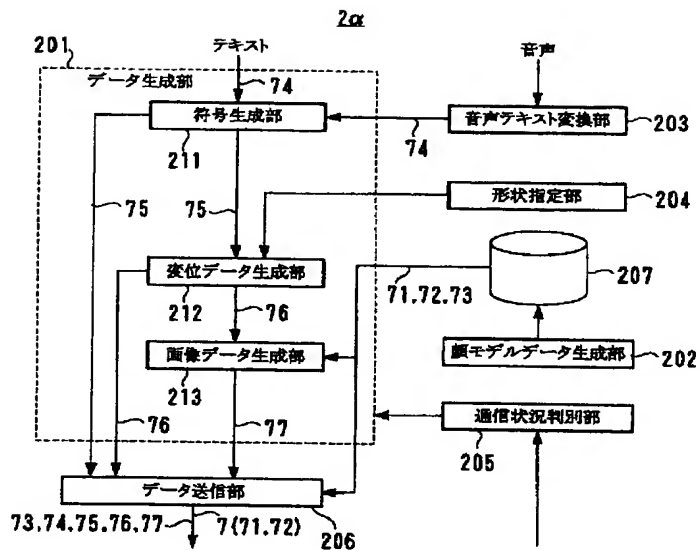 2α
201
テキスト
音声
データ生成部
74
符号生成部
211
74
音声テキスト変換部
203
75
75
形状指定部
204
変位データ生成部
212
76
71.72.73
207
画像データ生成部
213
顔モデルデータ生成部
202
76
77
通信状況判別部
205
データ送信部
206
73,74,75,76,77
7(71,72)